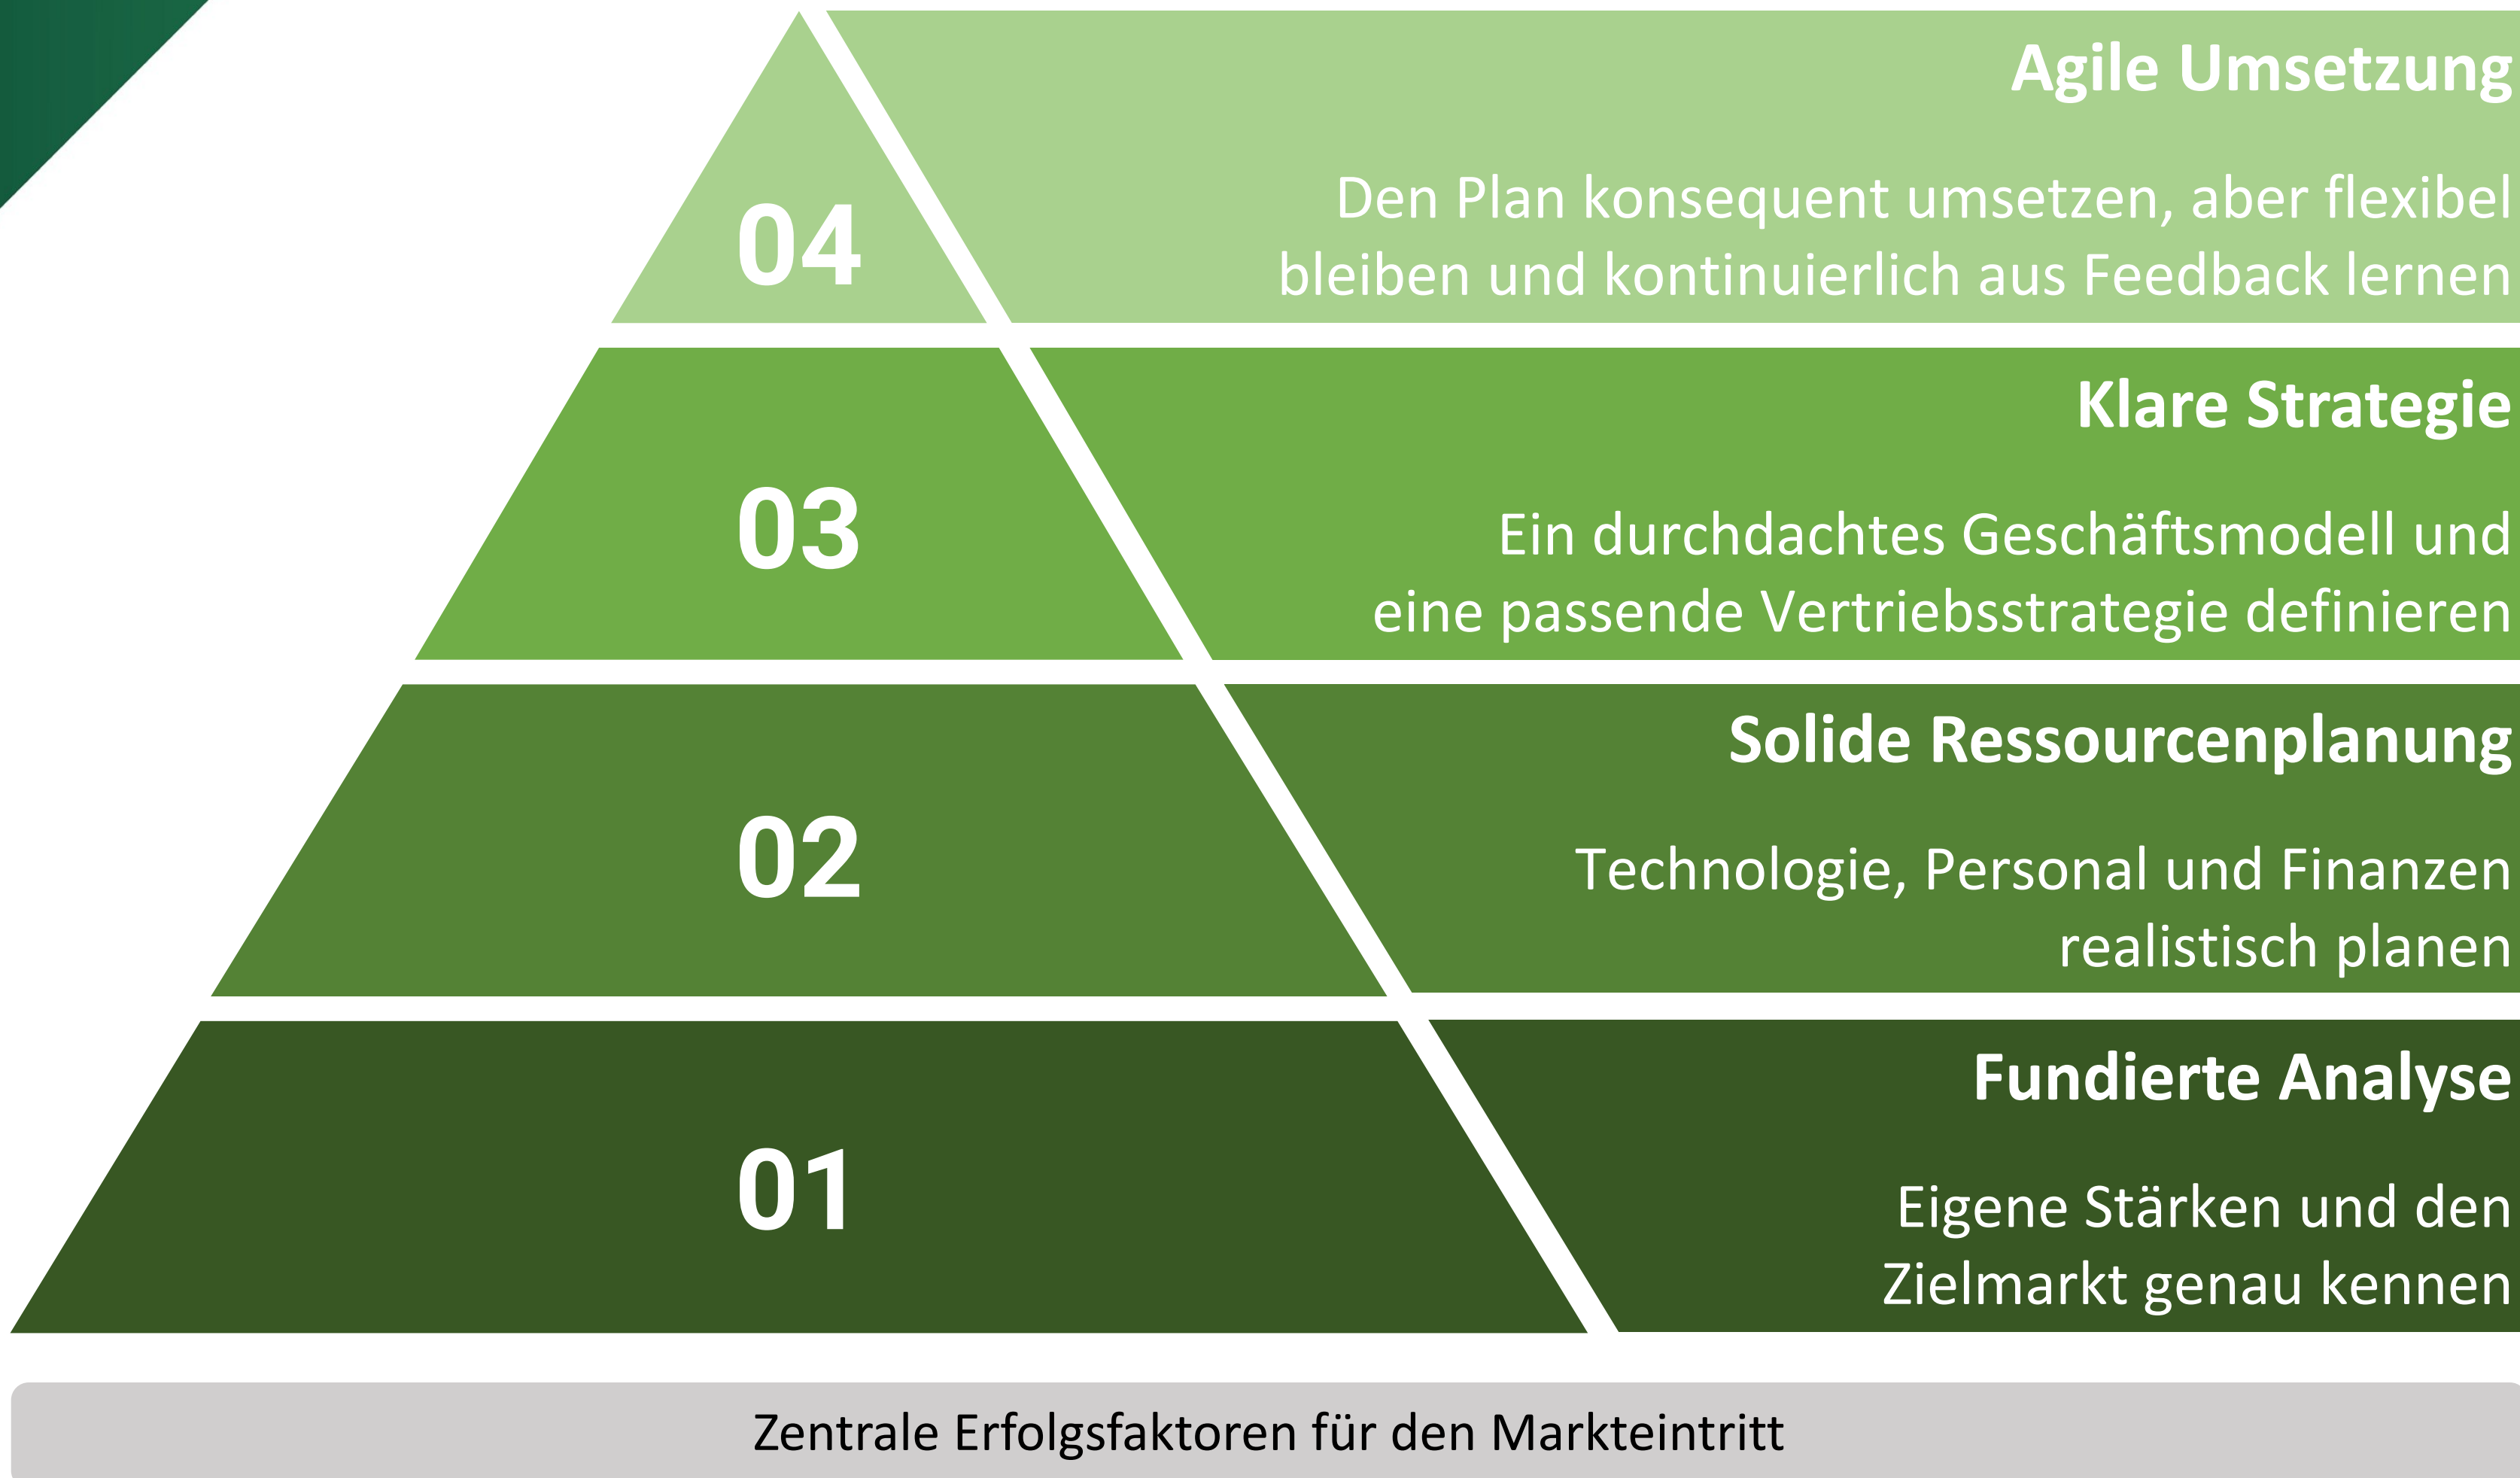 04
Agile Umsetzung
Den Plan konsequent umsetzen, aber flexibel
bleiben und kontinuierlich aus Feedback lernen
03
Klare Strategie
Ein durchdachtes Geschäftsmodell und
eine passende Vertriebsstrategie definieren
02
Solide Ressourcenplanung
Technologie, Personal und Finanzen
realistisch planen
01
Fundierte Analyse
Eigene Stärken und den
Zielmarkt genau kennen
Zentrale Erfolgsfaktoren für den Markteintritt